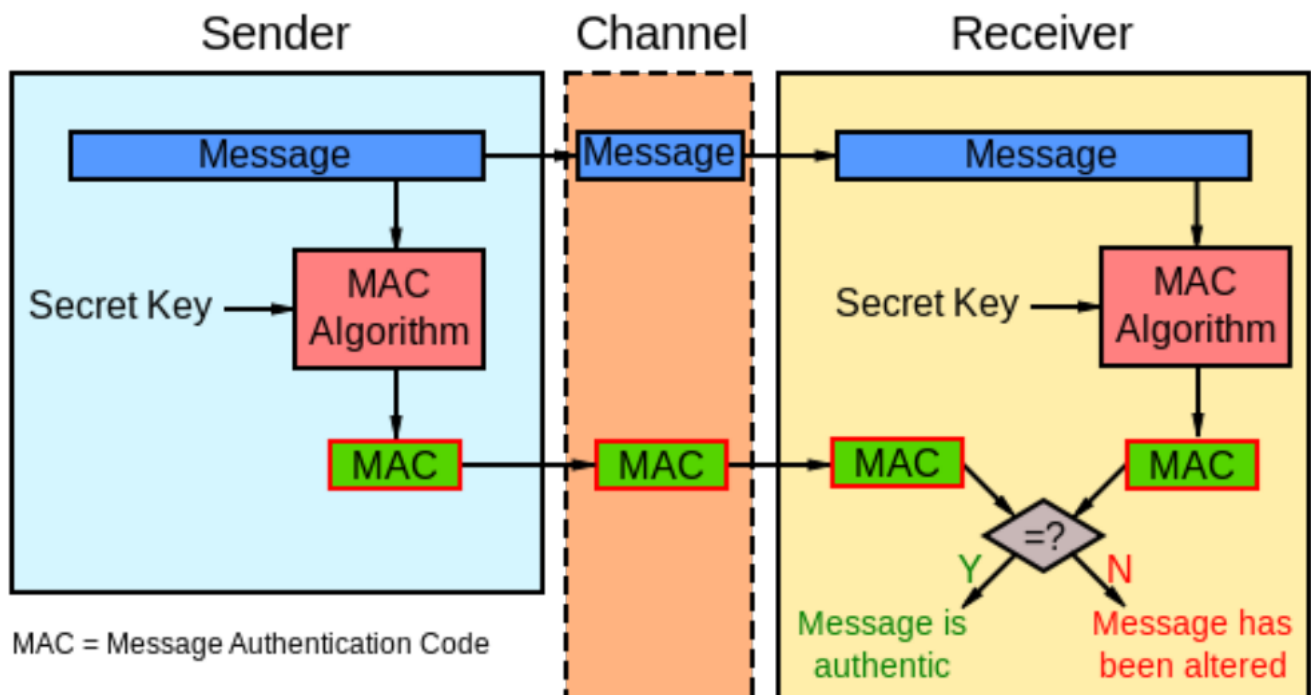 Sender
Channel
Receiver
Message
Message
Message
Secret Key
MAC
Algorithm
Secret Key
MAC
Algorithm
MAC
MAC
MAC
MAC
=?
Y
N
MAC = Message Authentication Code
Message is
authentic
Message has
been altered